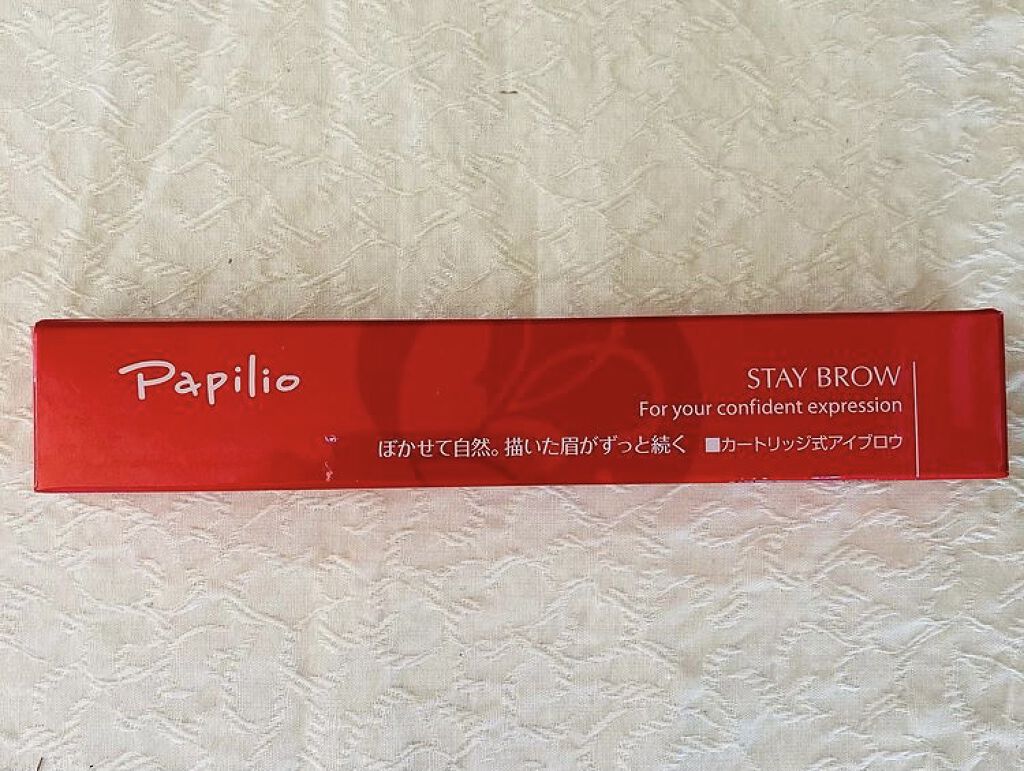 Papilio
STAY BROW
For your confident expression
ぼかせて自然。描いた眉がずっと続く ■カートリッジ式アイブロウ